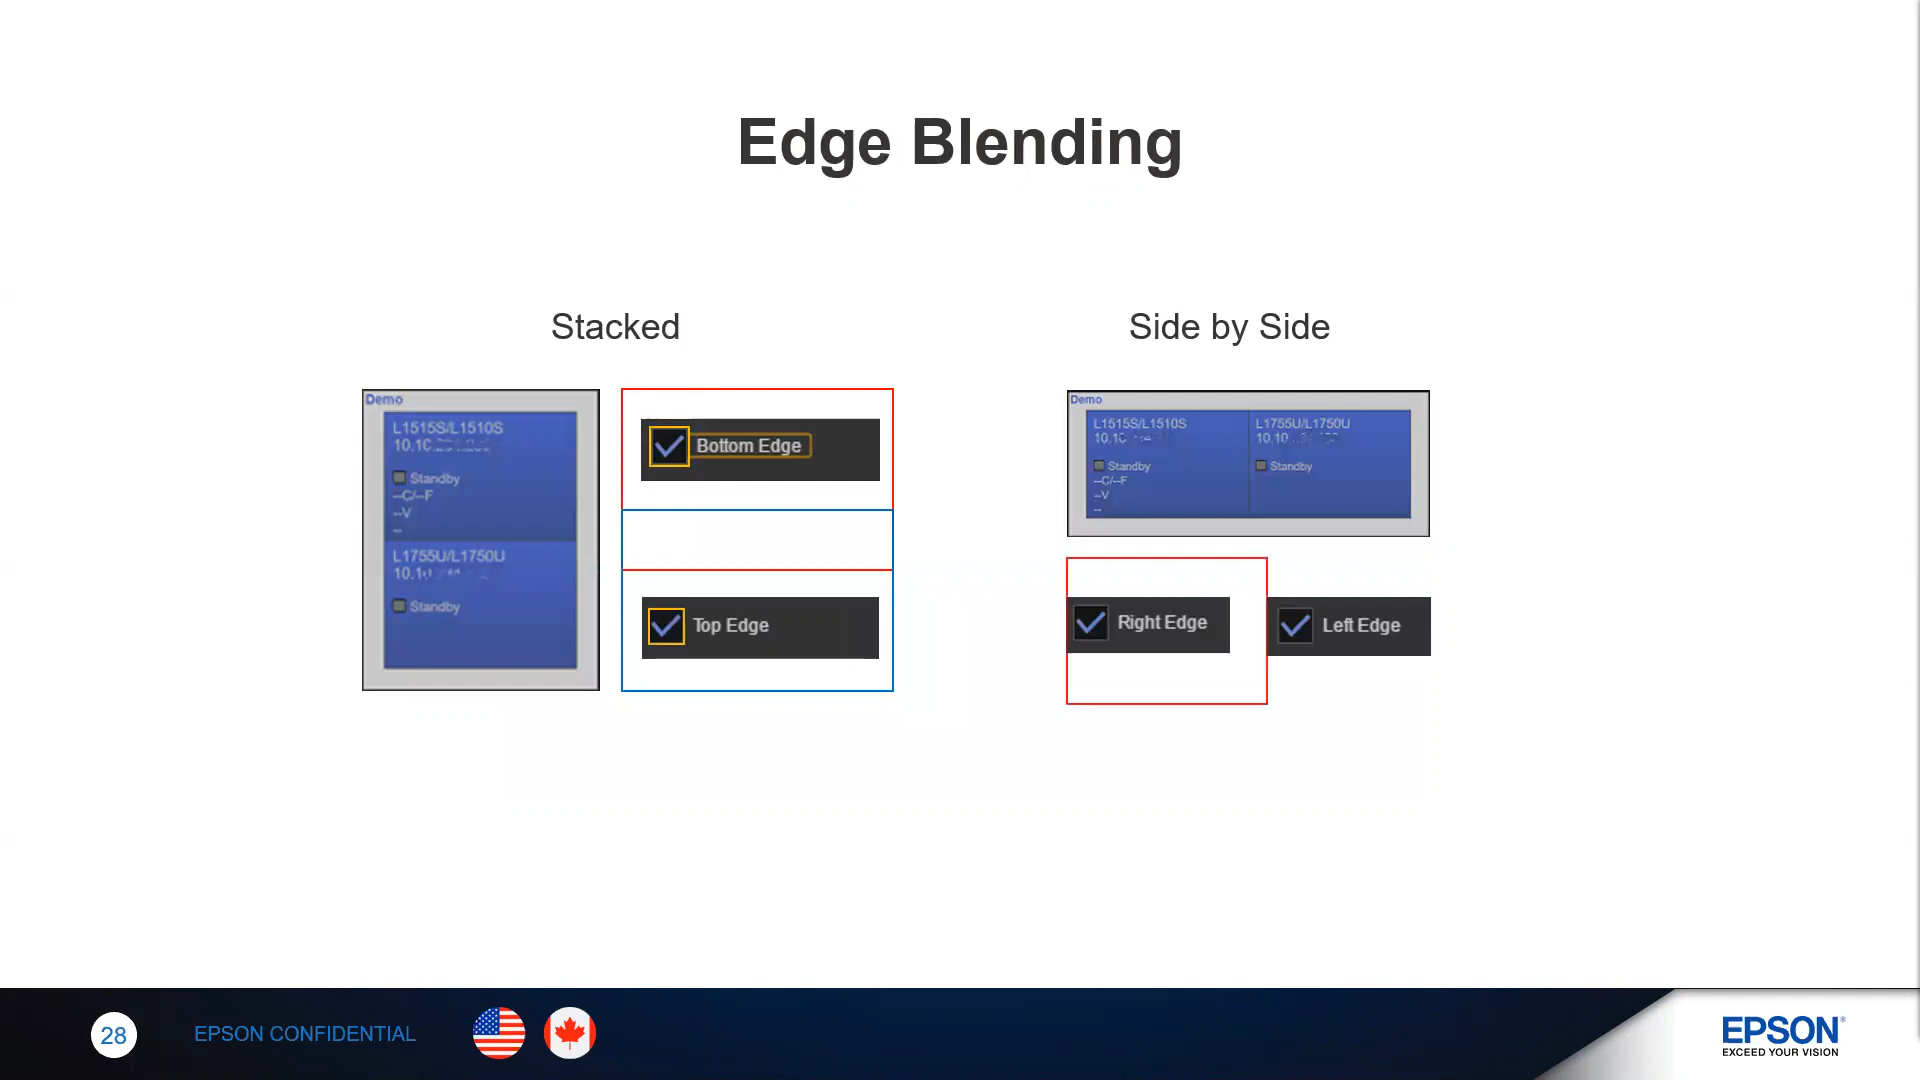 Edge Blending
Stacked
Side by Side
Demo
L1515S/L1510S
Standby
--C/--F
--V
--
L1755U/L1750U
Standby
Bottom Edge
Top Edge
Demo
L1515S/L1510S
Standby
--C/--F
--V
--
L1755U/L1750U
Standby
Right Edge
Left Edge
28
EPSON CONFIDENTIAL
EPSON
EXCEED YOUR VISION